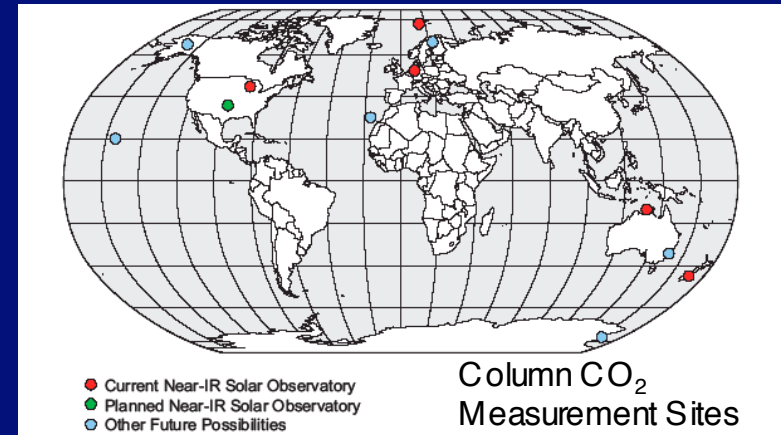 Current Near-IR Solar Observatory
Planned Near-IR Solar Observatory
Other Future Possibilities
Column CO₂
Measurement Sites